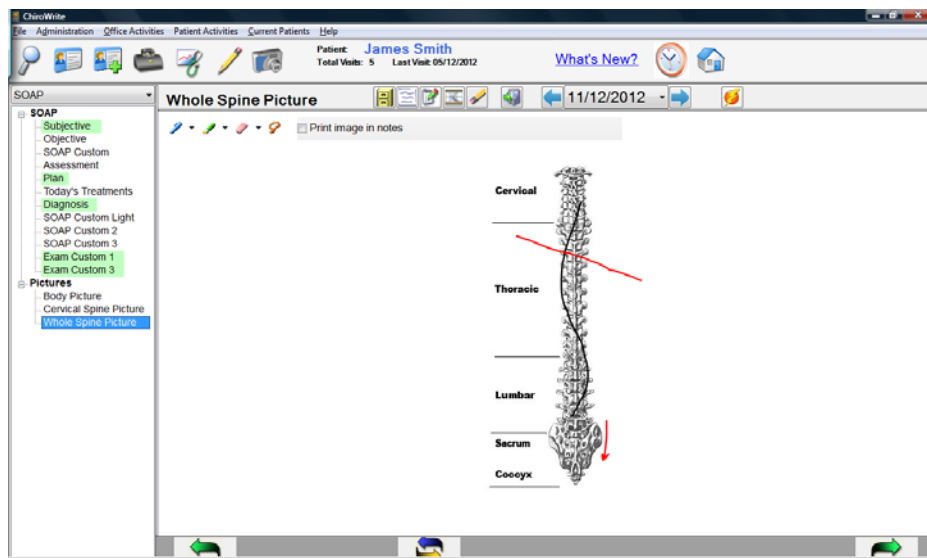 ChiroWrite
File Administration Office Activities Patient Activities Current Patients Help
Patient: James Smith
Total Visits: 5 Last Visit: 05/12/2012
What's New?
SOAP
Whole Spine Picture
11/12/2012
SOAP
Subjective
Objective
SOAP Custom
Assessment
Plan
Today's Treatments
Diagnosis
SOAP Custom Light
SOAP Custom 2
SOAP Custom 3
Exam Custom 1
Exam Custom 3
Pictures
Body Picture
Cervical Spine Picture
Whole Spine Picture
Print image in notes
Cervical
Thoracic
Lumbar
Sacrum
Coccyx